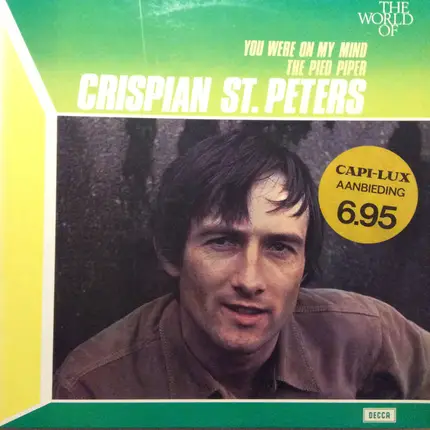 THE
WORLD
OF
YOU WERE ON MY MIND
THE PIED PIPER
CRISPIAN ST. PETERS
CAPI-LUX
AANBIEDING
6.95
DECCA